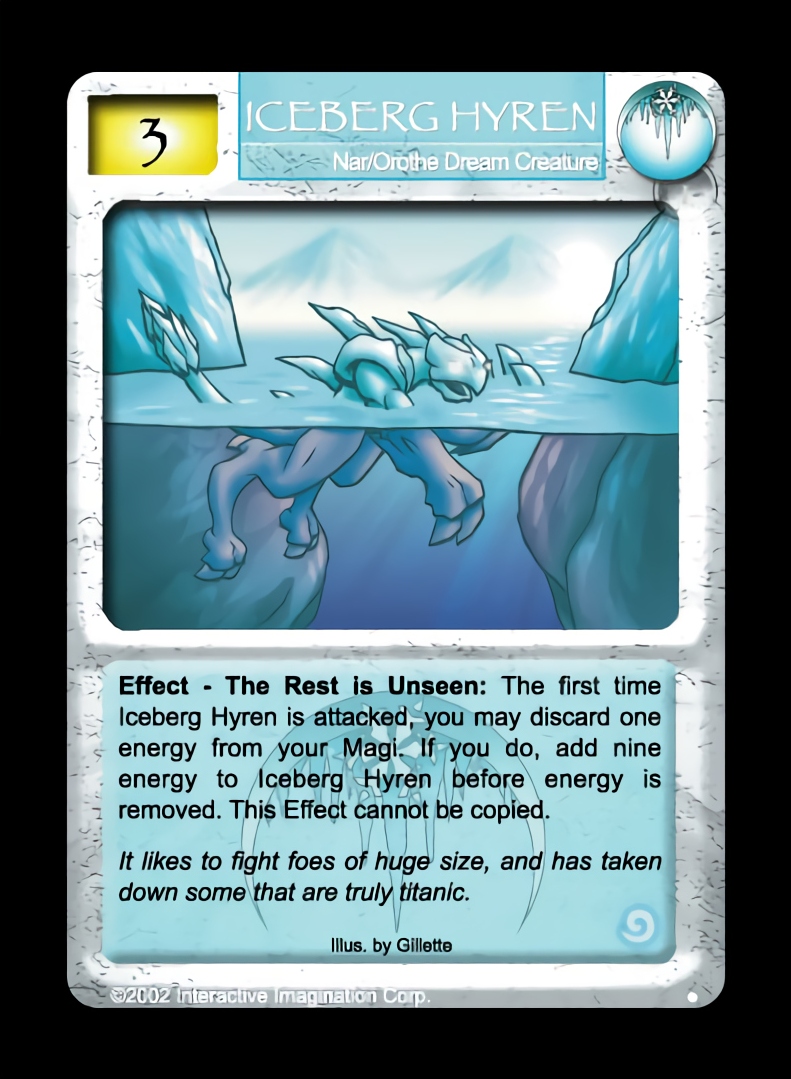 3
ICEBERG HYREN
Nar/Orothe Dream Creature
Effect - The Rest is Unseen: The first time
Iceberg Hyren is attacked, you may discard one
energy from your Magi. If you do, add nine
energy to Iceberg Hyren before energy is
removed. This Effect cannot be copied.
It likes to fight foes of huge size, and has taken
down some that are truly titanic.
Illus. by Gillette
©2002 Interactive Imagination Corp.